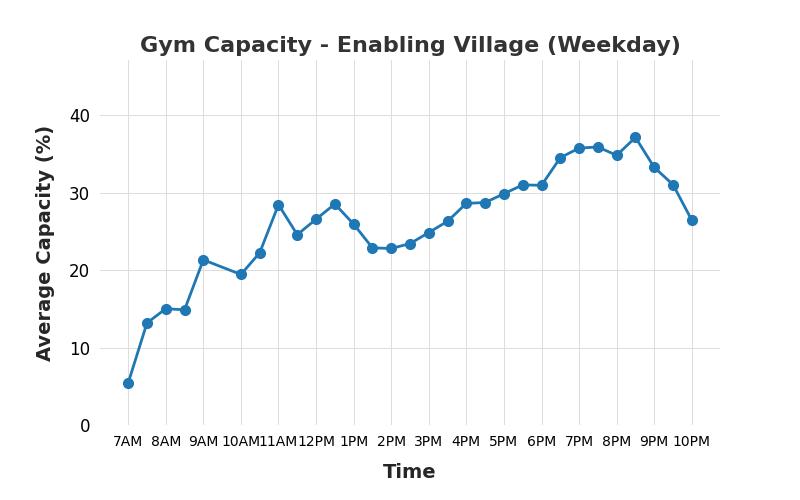 Gym Capacity - Enabling Village (Weekday)
Average Capacity (%)
40
30
20
10
0
7AM 8AM 9AM 10AM 11AM 12PM 1PM 2PM 3PM 4PM 5PM 6PM 7PM 8PM 9PM 10PM
Time